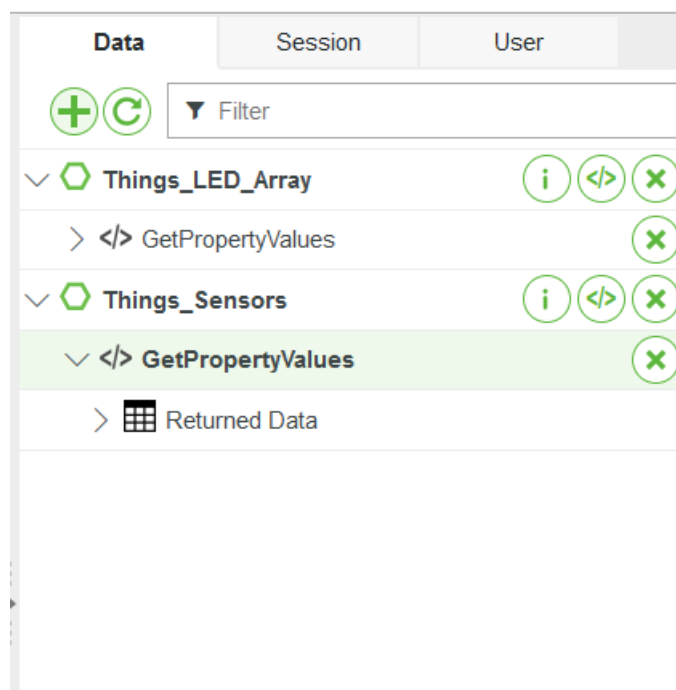 Data Session User
Filter
Things_LED_Array
</> GetPropertyValues
Things_Sensors
</> GetPropertyValues
Returned Data